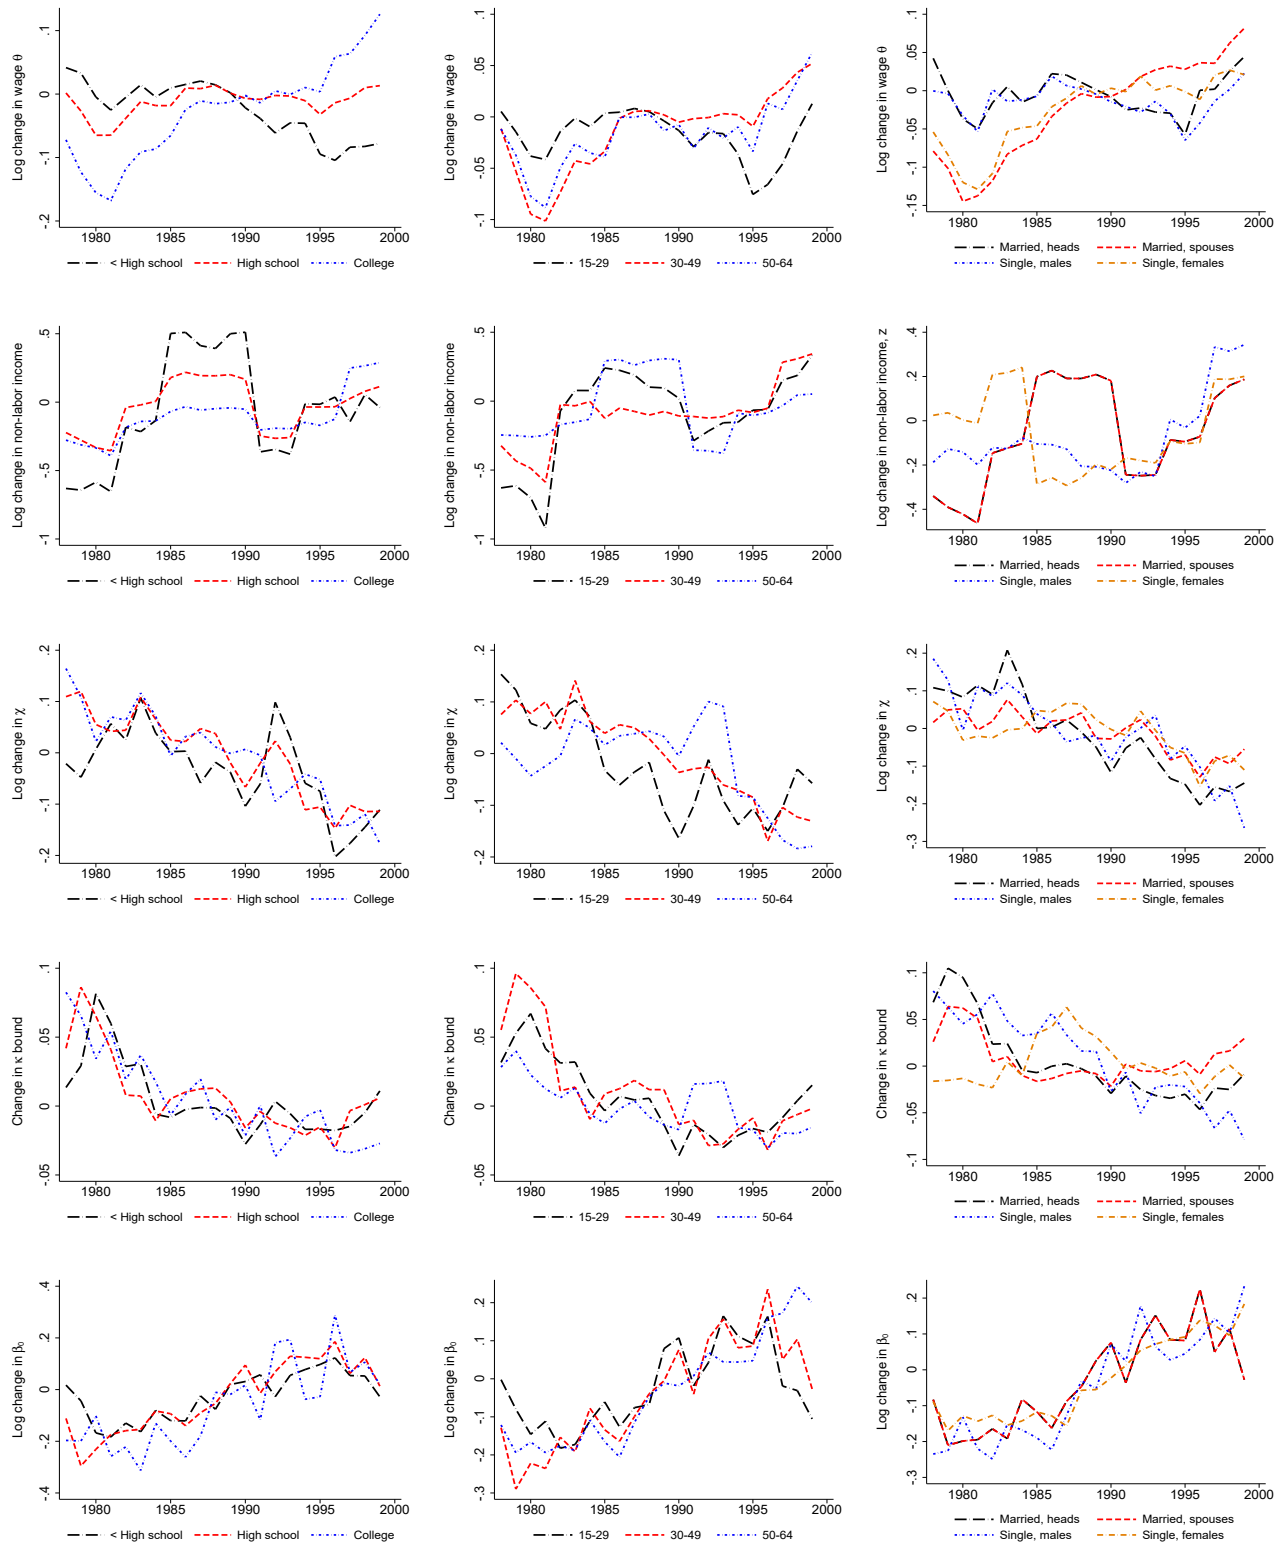 Log change in wage θ
.1
0
-.1
-.2
1980 1985 1990 1995 2000
< High school High school College
Log change in wage θ
.1
.05
0
.05
-.1
1980 1985 1990 1995 2000
15-29 30-49 50-64
Log change in wage θ
.1
.05
0
-.05
-.1
-.15
1980 1985 1990 1995 2000
Married, heads Married, spouses
Single, males Single, females
Log change in non-labor income
.5
0
-.5
-1
1980 1985 1990 1995 2000
< High school High school College
Log change in non-labor income
.5
0
-.5
-1
1980 1985 1990 1995 2000
15-29 30-49 50-64
Log change in non-labor income, z
.4
.2
0
-.2
-.4
1980 1985 1990 1995 2000
Married, heads Married, spouses
Single, males Single, females
Log change in χ
.2
.1
0
-.1
-.2
1980 1985 1990 1995 2000
< High school High school College
Log change in χ
.2
.1
0
-.1
-.2
1980 1985 1990 1995 2000
15-29 30-49 50-64
Log change in χ
.2
.1
0
-.1
-.2
-.3
1980 1985 1990 1995 2000
Married, heads Married, spouses
Single, males Single, females
Change in κ bound
.1
.05
0
-.05
1980 1985 1990 1995 2000
< High school High school College
Change in κ bound
.1
.05
0
-.05
1980 1985 1990 1995 2000
15-29 30-49 50-64
Change in κ bound
.1
.05
0
-.05
-.1
1980 1985 1990 1995 2000
Married, heads Married, spouses
Single, males Single, females
Log change in β₀
.4
.2
0
-.2
-.4
1980 1985 1990 1995 2000
< High school High school College
Log change in β₀
.2
.1
0
-.1
-.2
-.3
1980 1985 1990 1995 2000
15-29 30-49 50-64
Log change in β₀
.2
.1
0
-.1
-.2
-.3
1980 1985 1990 1995 2000
Married, heads Married, spouses
Single, males Single, females